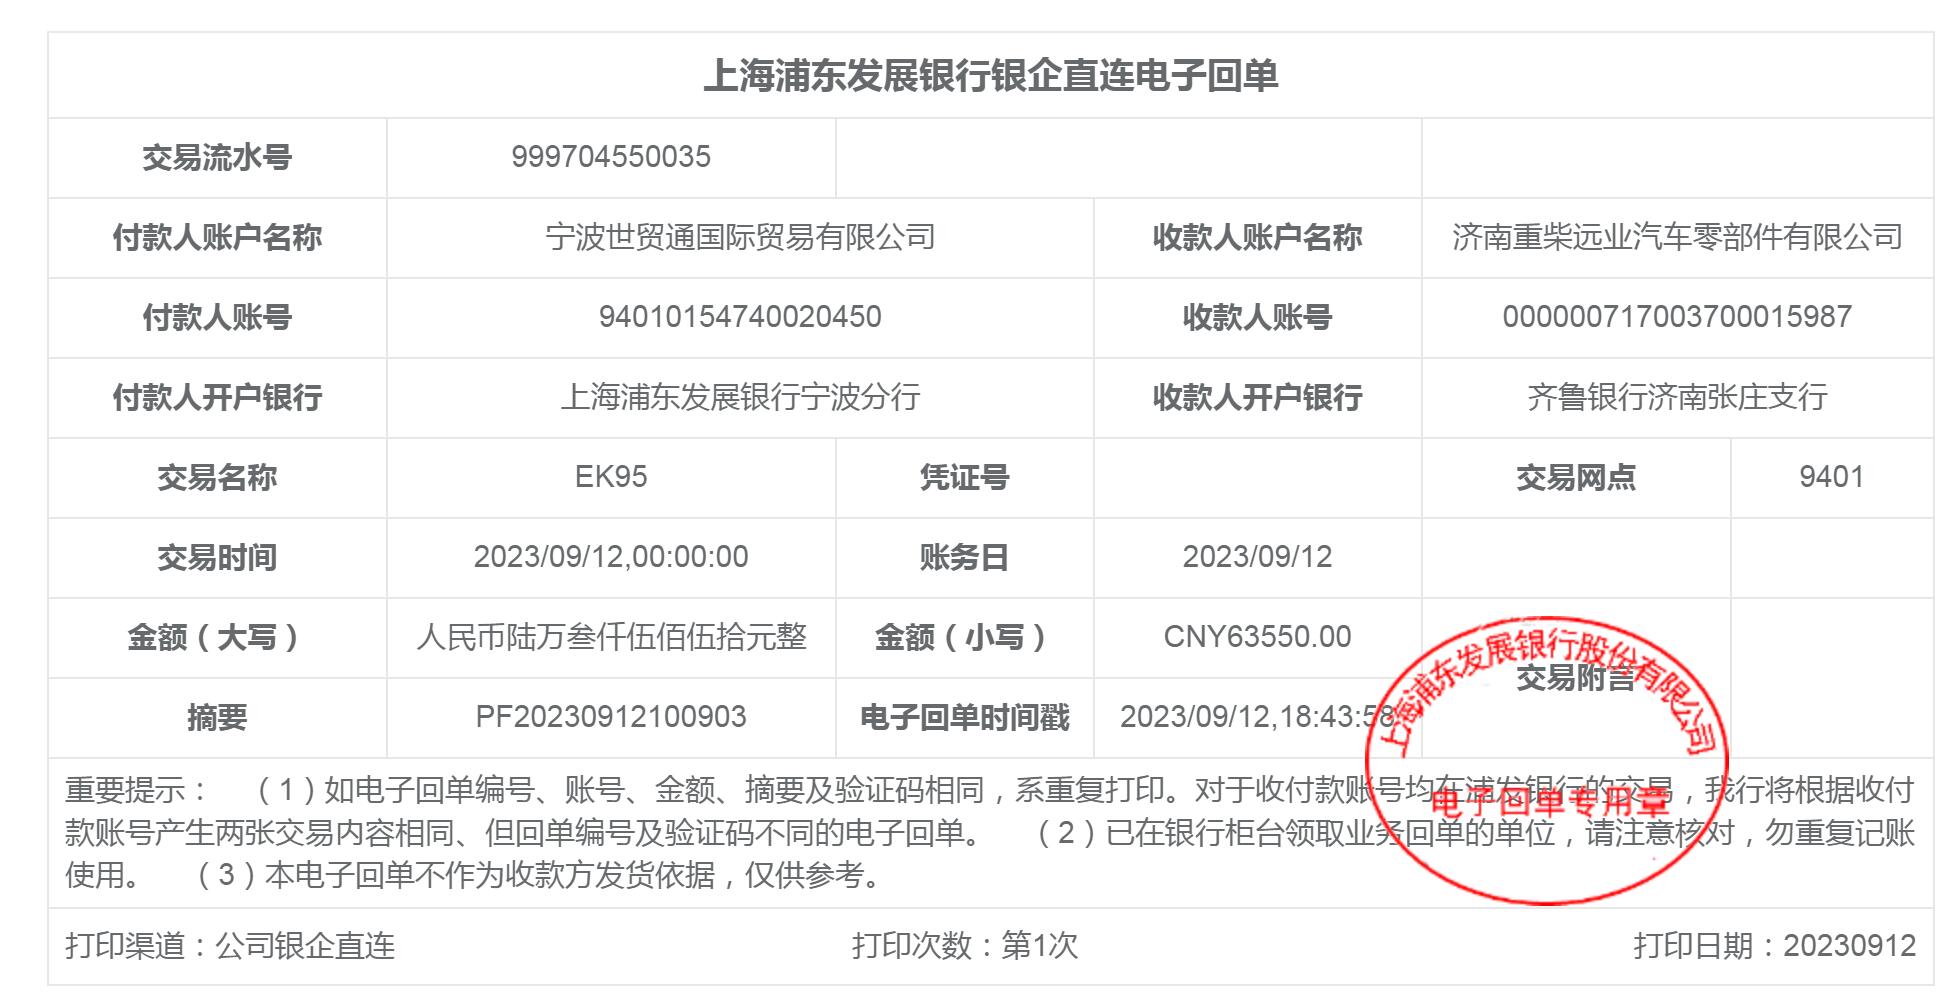 上海浦东发展银行银企直连电子回单
交易流水号 999704550035
付款人账户名称 宁波世贸通国际贸易有限公司 收款人账户名称 济南重柴远业汽车零部件有限公司
付款人账号 94010154740020450 收款人账号 000000717003700015987
付款人开户银行 上海浦东发展银行宁波分行 收款人开户银行 齐鲁银行济南张庄支行
交易名称 EK95 凭证号 交易网点 9401
交易时间 2023/09/12,00:00:00 账务日 2023/09/12
金额（大写） 人民币陆万叁仟伍佰伍拾元整 金额（小写） CNY63550.00
交易附言
摘要 PF20230912100903 电子回单时间戳 2023/09/12,18:43:58
上海浦东发展银行股份有限公司
电子回单专用章
重要提示： （1）如电子回单编号、账号、金额、摘要及验证码相同，系重复打印。对于收付款账号均在浦发银行的交易，我行将根据收付
款账号产生两张交易内容相同、但回单编号及验证码不同的电子回单。 （2）已在银行柜台领取业务回单的单位，请注意核对，勿重复记账
使用。 （3）本电子回单不作为收款方发货依据，仅供参考。
打印渠道：公司银企直连 打印次数：第1次 打印日期：20230912